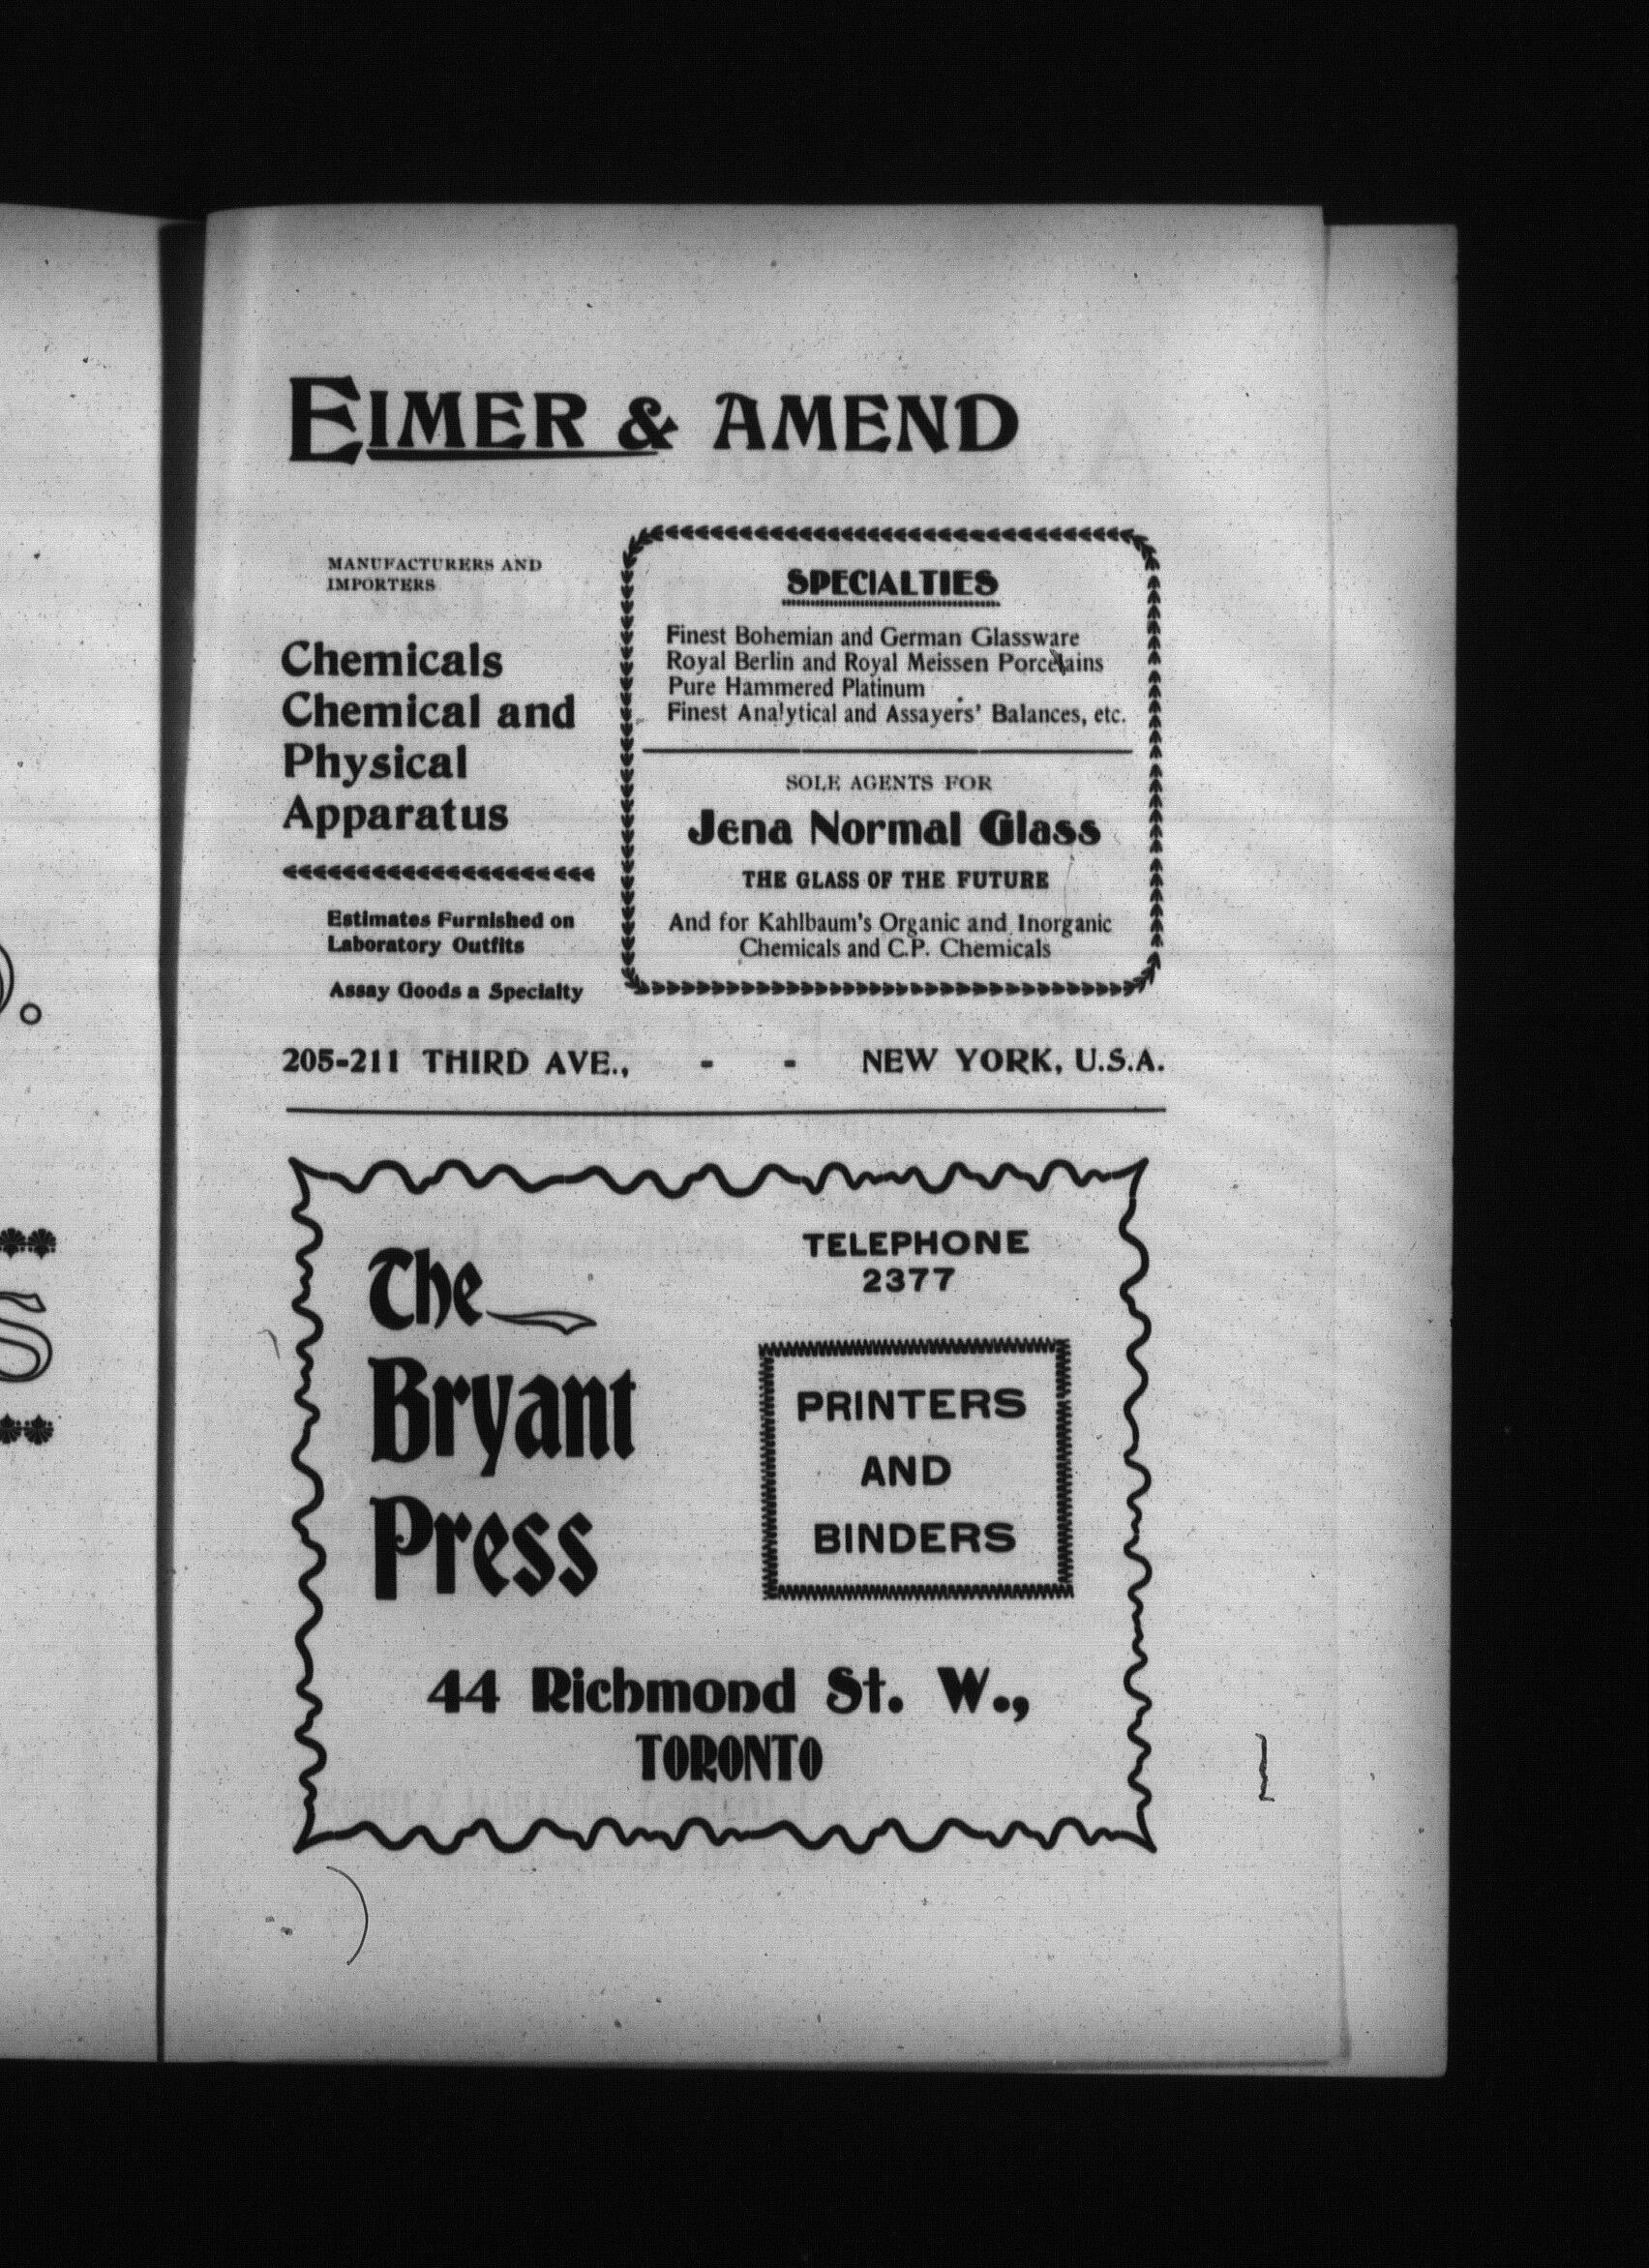 EIMER & AMEND
MANUFACTURERS AND
IMPORTERS
Chemicals
Chemical and
Physical
Apparatus
Estimates Furnished on
Laboratory Outfits
Assay Goods a Specialty
SPECIALTIES
Finest Bohemian and German Glassware
Royal Berlin and Royal Meissen Porcelains
Pure Hammered Platinum
Finest Analytical and Assayers' Balances, etc.
SOLE AGENTS FOR
Jena Normal Glass
THE GLASS OF THE FUTURE
And for Kahlbaum's Organic and Inorganic
Chemicals and C.P. Chemicals
205-211 THIRD AVE., - - NEW YORK, U.S.A.
The
Bryant
Press
TELEPHONE
2377
PRINTERS
AND
BINDERS
44 Richmond St. W.,
TORONTO